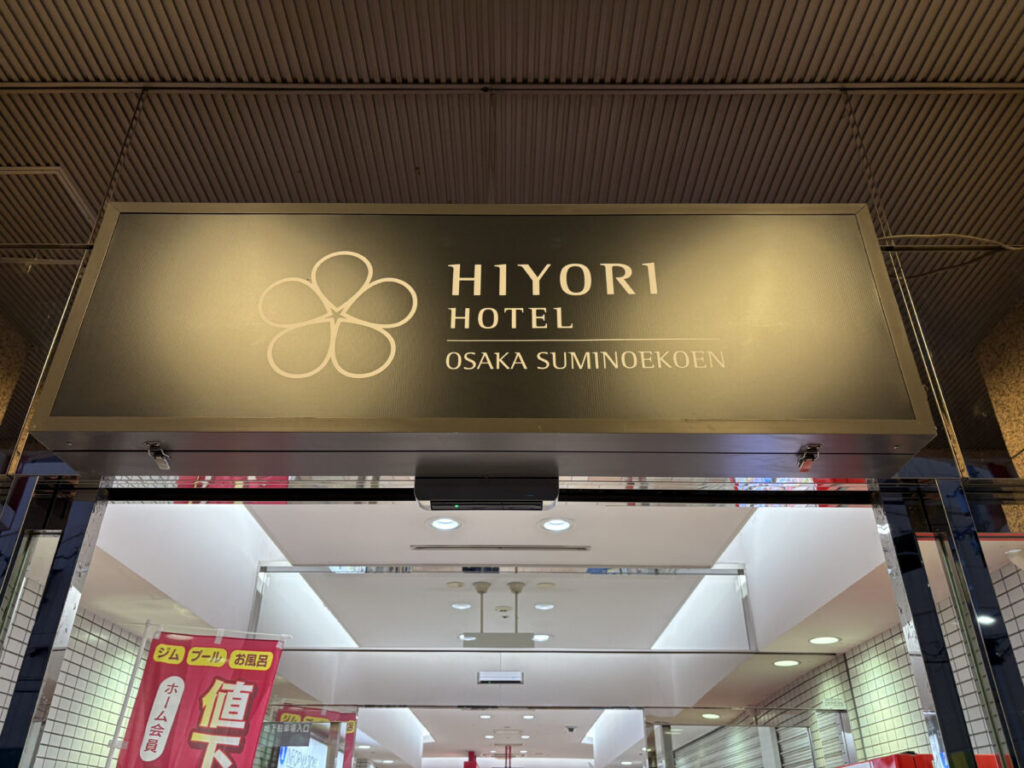 HIYORI
HOTEL
OSAKA SUMINOEKOEN
ジム プール お風呂
ホーム会員
値下